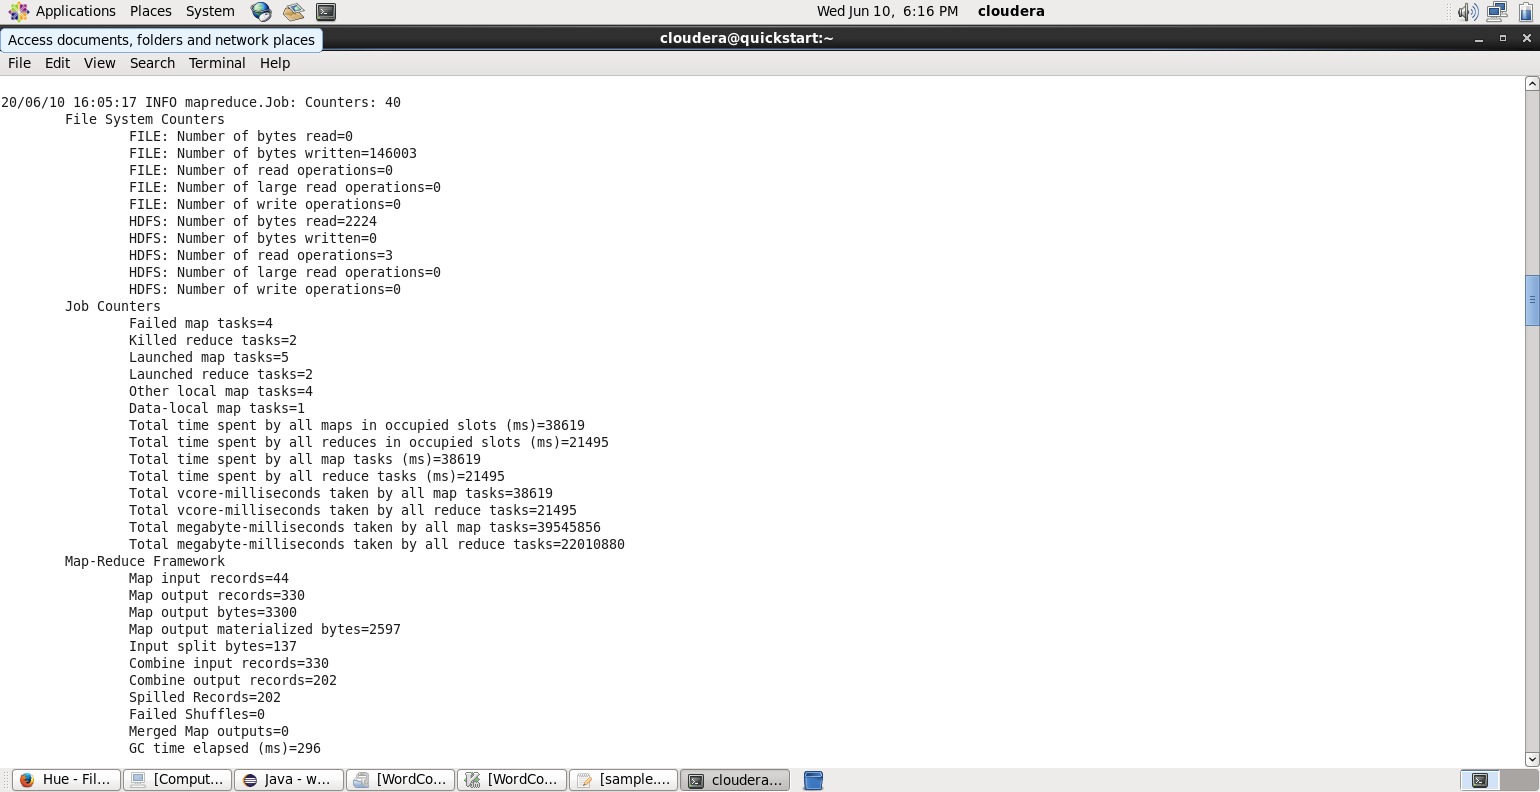 Applications Places System Wed Jun 10, 6:16 PM cloudera
Access documents, folders and network places
cloudera@quickstart:~
File Edit View Search Terminal Help
20/06/10 16:05:17 INFO mapreduce.Job: Counters: 40
File System Counters
FILE: Number of bytes read=0
FILE: Number of bytes written=146003
FILE: Number of read operations=0
FILE: Number of large read operations=0
FILE: Number of write operations=0
HDFS: Number of bytes read=2224
HDFS: Number of bytes written=0
HDFS: Number of read operations=3
HDFS: Number of large read operations=0
HDFS: Number of write operations=0
Job Counters
Failed map tasks=4
Killed reduce tasks=2
Launched map tasks=5
Launched reduce tasks=2
Other local map tasks=4
Data-local map tasks=1
Total time spent by all maps in occupied slots (ms)=38619
Total time spent by all reduces in occupied slots (ms)=21495
Total time spent by all map tasks (ms)=38619
Total time spent by all reduce tasks (ms)=21495
Total vcore-milliseconds taken by all map tasks=38619
Total vcore-milliseconds taken by all reduce tasks=21495
Total megabyte-milliseconds taken by all map tasks=39545856
Total megabyte-milliseconds taken by all reduce tasks=22010880
Map-Reduce Framework
Map input records=44
Map output records=330
Map output bytes=3300
Map output materialized bytes=2597
Input split bytes=137
Combine input records=330
Combine output records=202
Spilled Records=202
Failed Shuffles=0
Merged Map outputs=0
GC time elapsed (ms)=296
Hue - Fil... [Comput... Java - w... [WordCo... [WordCo... [sample.... cloudera...